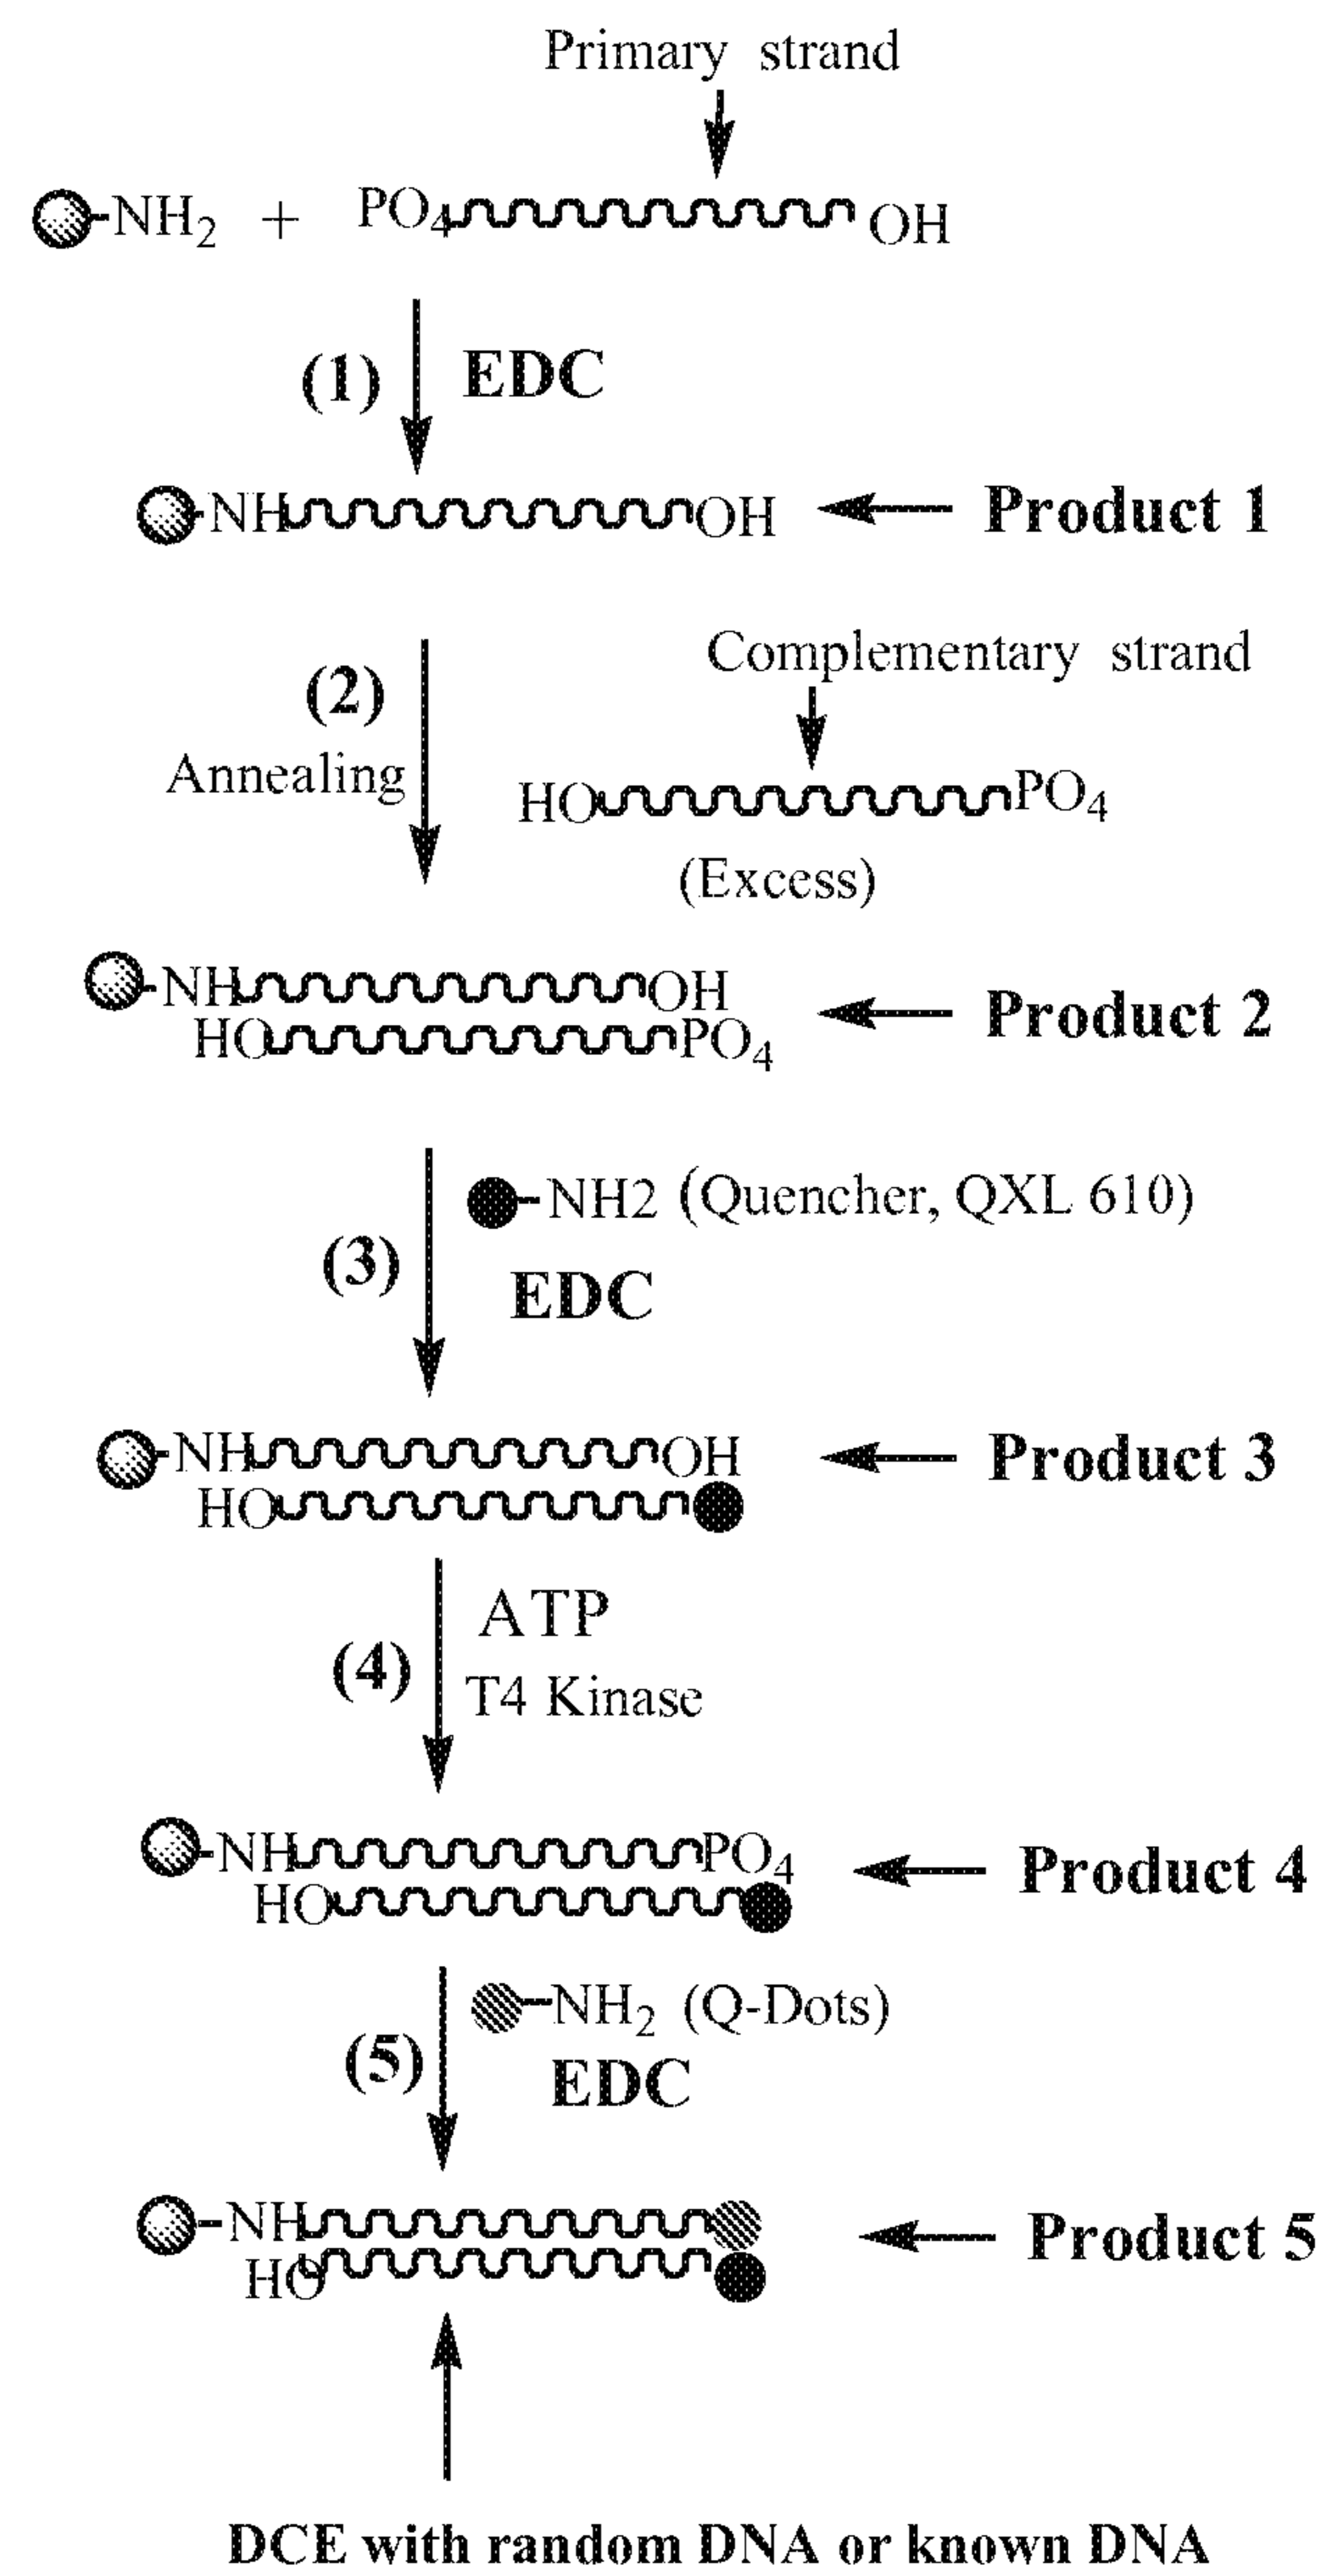 Primary strand
NH2 + PO4 OH
(1) EDC
NH OH Product 1
Complementary strand
(2)
Annealing
HO PO4
(Excess)
NH OH
HO PO4
Product 2
NH2 (Quencher, QXL 610)
(3)
EDC
NH OH
HO
Product 3
ATP
(4)
T4 Kinase
NH PO4
HO
Product 4
NH2 (Q-Dots)
(5)
EDC
NH
HO
Product 5
DCE with random DNA or known DNA